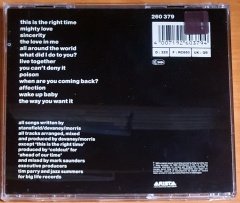 this is the right time
mighty love
sincerity
the love in me
all around the world
what did i do to you?
live together
you can't deny it
poison
when are you coming back?
affection
wake up baby
the way you want it
260 379
4 007192 603794
all songs written by
stansfield/devaney/morris
all tracks arranged, mixed
and produced by devaney/morris
except 'this is the right time'
produced by 'coldcut' for
'ahead of our time'
and mixed by mark saunders
executive producers
tim parry and jazz summers
for big life records
ARISTA